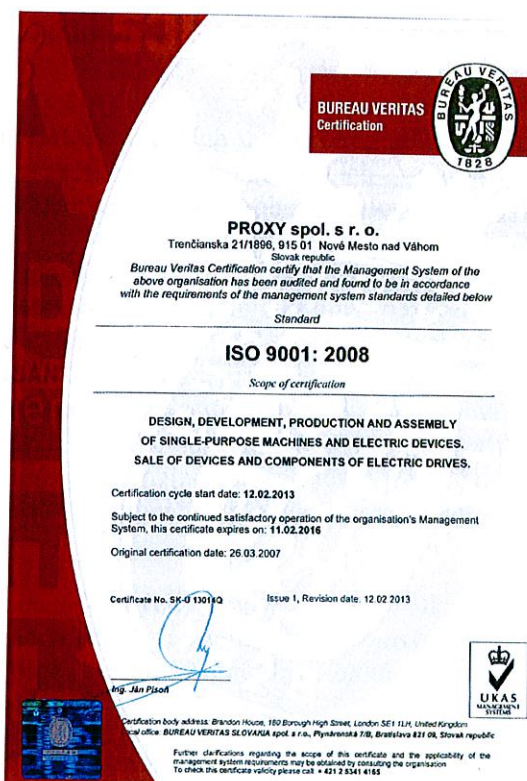 BUREAU VERITAS
Certification
BUREAU VERITAS
1828
PROXY spol. s r. o.
Trenčianska 21/1896, 915 01 Nové Mesto nad Váhom
Slovak republic
Bureau Veritas Certification certify that the Management System of the
above organisation has been audited and found to be in accordance
with the requirements of the management system standards detailed below
Standard
ISO 9001: 2008
Scope of certification
DESIGN, DEVELOPMENT, PRODUCTION AND ASSEMBLY
OF SINGLE-PURPOSE MACHINES AND ELECTRIC DEVICES.
SALE OF DEVICES AND COMPONENTS OF ELECTRIC DRIVES.
Certification cycle start date: 12.02.2013
Subject to the continued satisfactory operation of the organisation's Management
System, this certificate expires on: 11.02.2016
Original certification date: 26.03.2007
Certificate No. SK-U 13014Q Issue 1, Revision date: 12.02 2013
Ing. Ján Pisoň
UKAS
MANAGEMENT
SYSTEMS
Certification body address: Brandon House, 180 Borough High Street, London SE1 1LH, United Kingdom
office: BUREAU VERITAS SLOVAKIA spol. s r.o., Plynárenská 7/B, Bratislava 821 09, Slovak republic
Further clarifications regarding the scope of this certificate and the applicability of the
management system requirements may be obtained by consulting the organisation
To check this certificate validity please call + 421 2 5341 4165